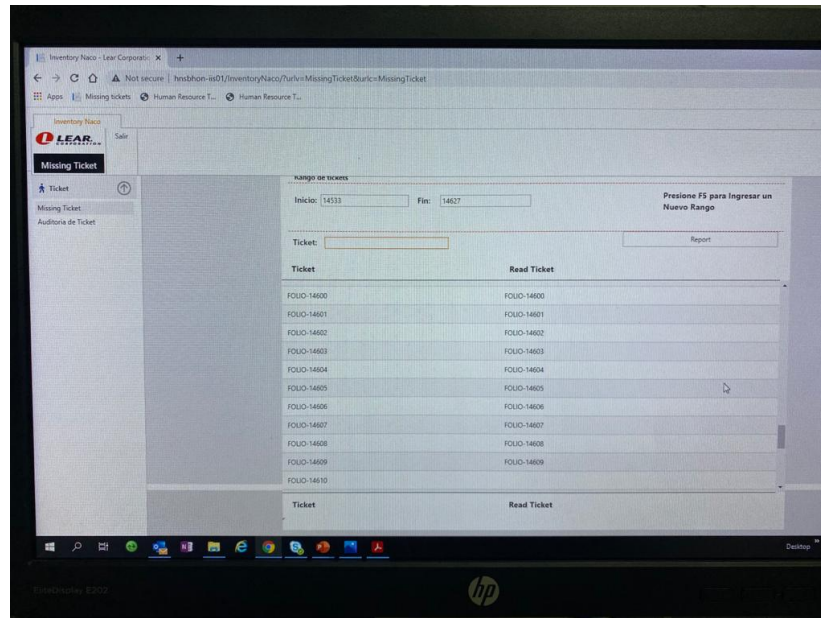 Inventory Naco - Lear Corporatic × +
Not secure | hnsbhon-iis01/InventoryNaco/?urlv=MissingTicket&urlc=MissingTicket
Apps Missing tickets Human Resource T... Human Resource T...
Inventory Naco
LEAR. Salir
CORPORATION
Missing Ticket
Ticket
Missing Ticket
Auditoria de Ticket
Rango de tickets
Inicio: 14533 Fin: 14627
Presione F5 para Ingresar un
Nuevo Rango
Ticket: Report
Ticket Read Ticket
FOLIO-14600 FOLIO-14600
FOLIO-14601 FOLIO-14601
FOLIO-14602 FOLIO-14602
FOLIO-14603 FOLIO-14603
FOLIO-14604 FOLIO-14604
FOLIO-14605 FOLIO-14605
FOLIO-14606 FOLIO-14606
FOLIO-14607 FOLIO-14607
FOLIO-14608 FOLIO-14608
FOLIO-14609 FOLIO-14609
FOLIO-14610
Ticket Read Ticket
Desktop
EliteDisplay E202
hp